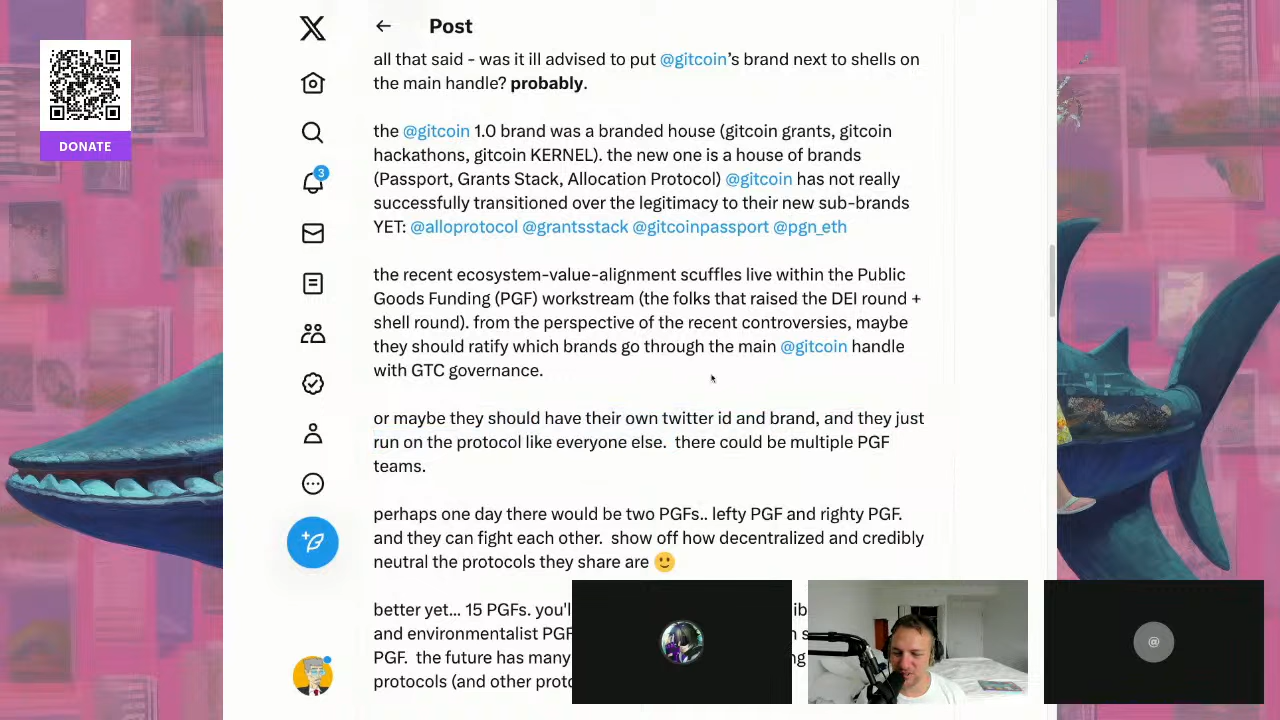 Post
all that said - was it ill advised to put @gitcoin's brand next to shells on
the main handle? probably.
DONATE
the @gitcoin 1.0 brand was a branded house (gitcoin grants, gitcoin
hackathons, gitcoin KERNEL). the new one is a house of brands
(Passport, Grants Stack, Allocation Protocol) @gitcoin has not really
3
successfully transitioned over the legitimacy to their new sub-brands
YET: @alloprotocol @grantsstack @gitcoinpassport @pgn_eth
the recent ecosystem-value-alignment scuffles live within the Public
Goods Funding (PGF) workstream (the folks that raised the DEI round +
shell round). from the perspective of the recent controversies, maybe
they should ratify which brands go through the main @gitcoin handle
with GTC governance.
or maybe they should have their own twitter id and brand, and they just
run on the protocol like everyone else. there could be multiple PGF
teams.
perhaps one day there would be two PGFs.. lefty PGF and righty PGF.
and they can fight each other. show off how decentralized and credibly
neutral the protocols they share are 🙂
better yet... 15 PGFs. you'l
and environmentalist PGF
PGF. the future has many
protocols (and other proto
@